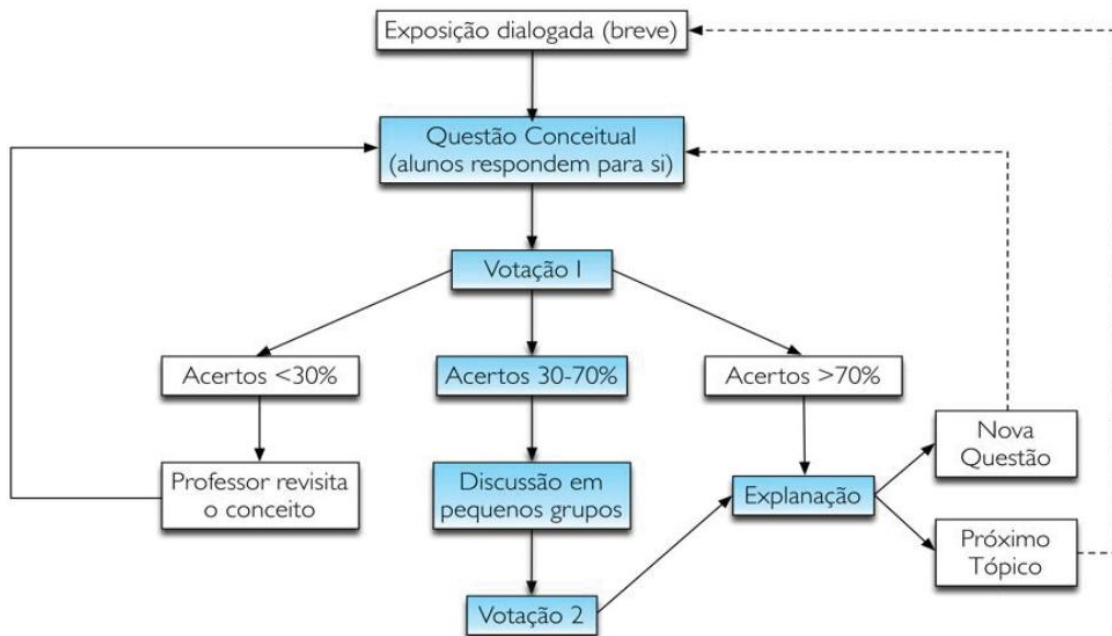 Exposição dialogada (breve)
Questão Conceitual
(alunos respondem para si)
Votação 1
Acertos <30%
Acertos 30-70%
Acertos >70%
Professor revisita
o conceito
Discussão em
pequenos grupos
Explanação
Nova
Questão
Próximo
Tópico
Votação 2